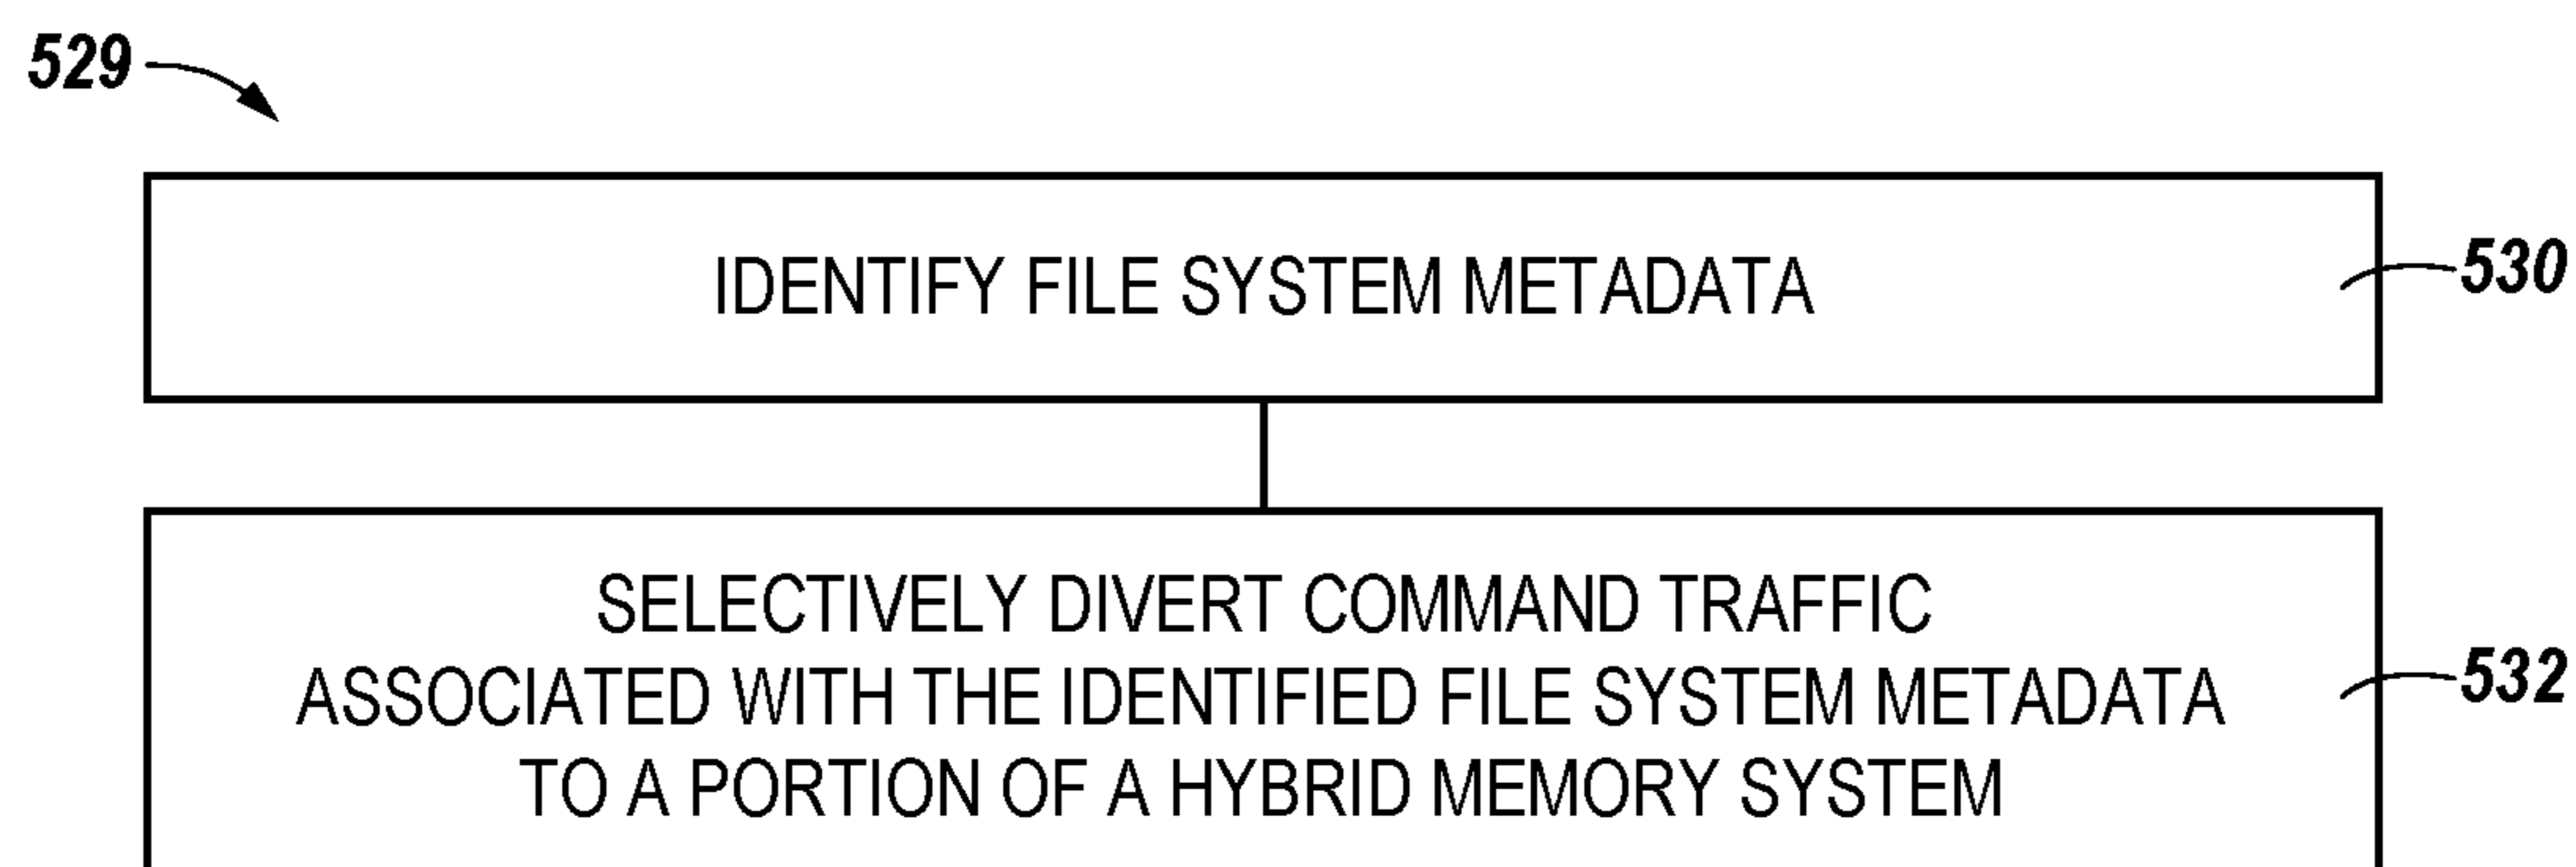 529
IDENTIFY FILE SYSTEM METADATA
530
SELECTIVELY DIVERT COMMAND TRAFFIC
ASSOCIATED WITH THE IDENTIFIED FILE SYSTEM METADATA
TO A PORTION OF A HYBRID MEMORY SYSTEM
532